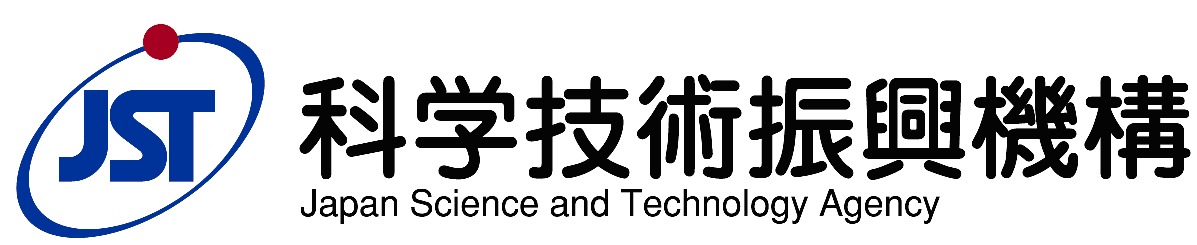 JST
科学技術振興機構
Japan Science and Technology Agency